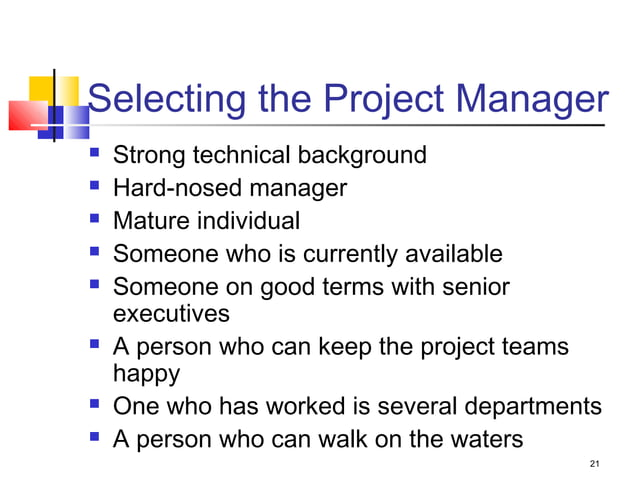 Selecting the Project Manager
Strong technical background
Hard-nosed manager
Mature individual
Someone who is currently available
Someone on good terms with senior
executives
A person who can keep the project teams
happy
One who has worked is several departments
A person who can walk on the waters
21